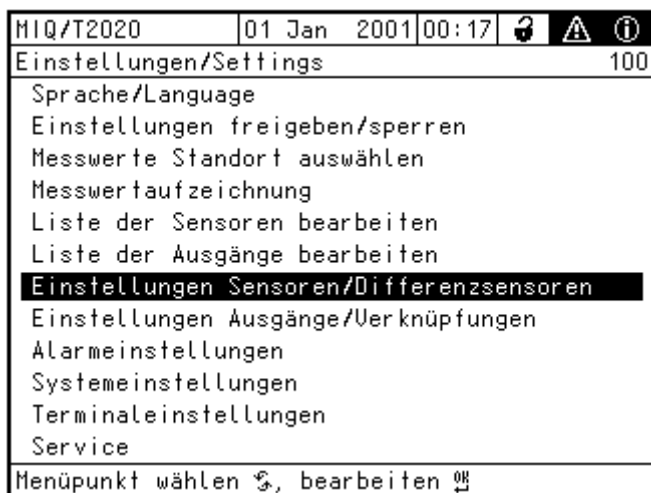 MIQ/T2020 01 Jan 2001 00:17
Einstellungen/Settings 100
Sprache/Language
Einstellungen freigeben/sperren
Messwerte Standort auswählen
Messwertaufzeichnung
Liste der Sensoren bearbeiten
Liste der Ausgänge bearbeiten
Einstellungen Sensoren/Differenzsensoren
Einstellungen Ausgänge/Verknüpfungen
Alarmeinstellungen
Systemeinstellungen
Terminaleinstellungen
Service
Menüpunkt wählen , bearbeiten OK